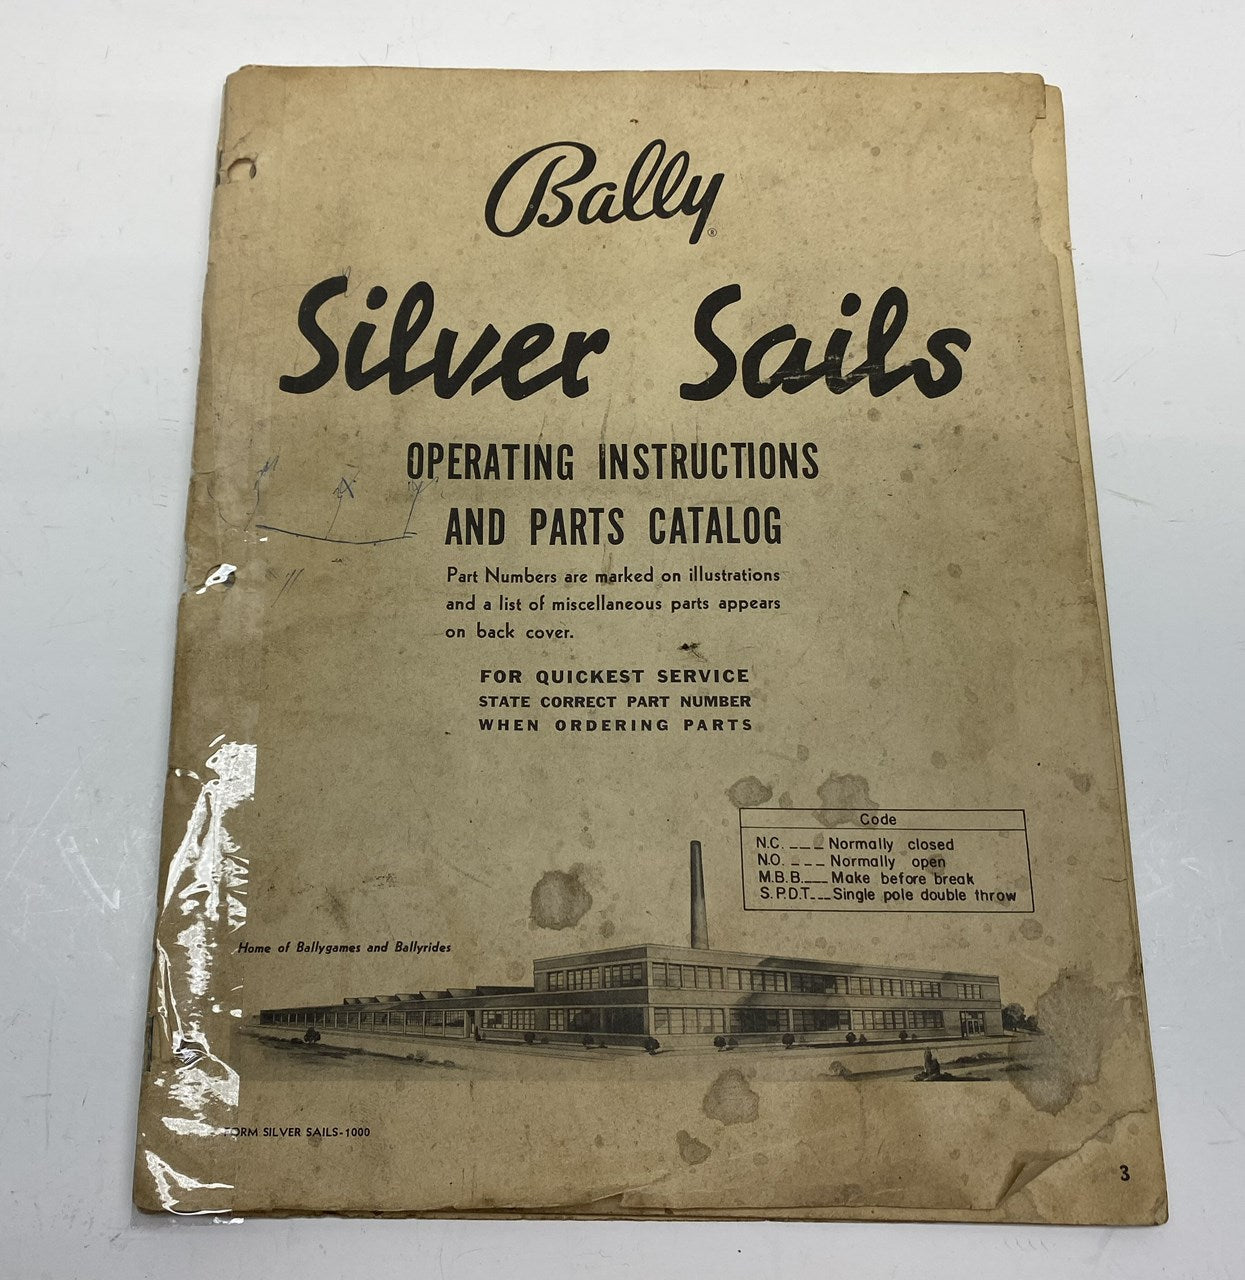 Bally®
Silver Sails
OPERATING INSTRUCTIONS
AND PARTS CATALOG
Part Numbers are marked on illustrations
and a list of miscellaneous parts appears
on back cover.
FOR QUICKEST SERVICE
STATE CORRECT PART NUMBER
WHEN ORDERING PARTS
Code
N.C. ___ Normally closed
N.O. ___ Normally open
M.B.B.___ Make before break
S.P.D.T.___ Single pole double throw
Home of Ballygames and Ballyrides
FORM SILVER SAILS-1000
3